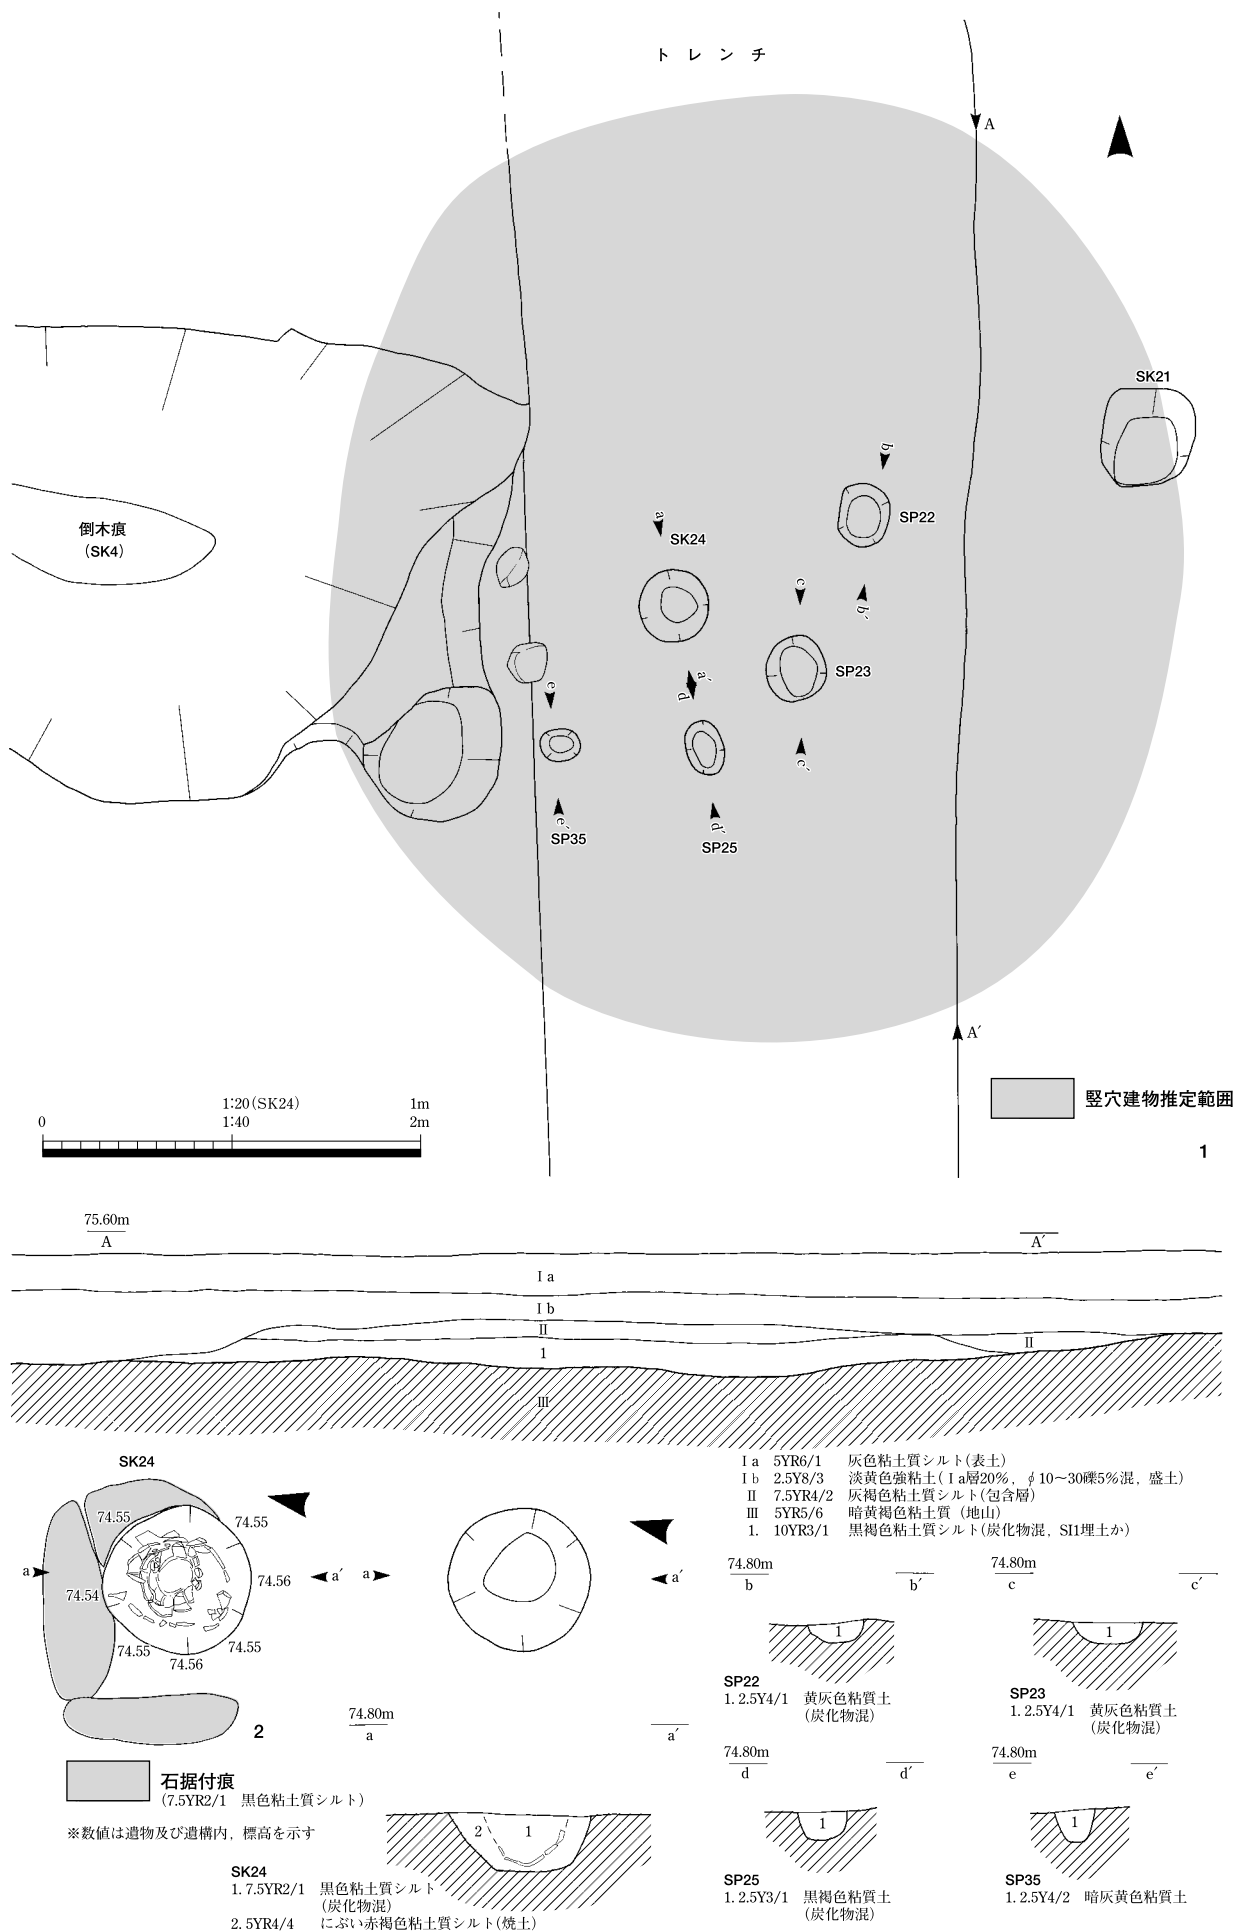 トレンチ
A
SK21
b
SP22
a
SK24
倒木痕
(SK4)
c
b´
SP23
a´
e
d
c´
e´
SP35
d´
SP25
A´
1:20(SK24) 1m
0 1:40 2m
竪穴建物推定範囲
1
75.60m
A
A´
Ⅰa
Ⅰb
Ⅱ
Ⅱ
1
Ⅲ
Ⅰa 5YR6/1 灰色粘土質シルト(表土)
Ⅰb 2.5Y8/3 淡黄色強粘土(Ⅰa層20%，φ10〜30礫5%混，盛土)
Ⅱ 7.5YR4/2 灰褐色粘土質シルト(包含層)
Ⅲ 5YR5/6 暗黄褐色粘土質（地山）
1. 10YR3/1 黒褐色粘土質シルト(炭化物混，SI1埋土か)
SK24
74.55
74.55
a
74.54
74.56
a´
74.55
74.55
74.56
2
a
a´
石据付痕
(7.5YR2/1 黒色粘土質シルト)
※数値は遺物及び遺構内，標高を示す
74.80m
a
a´
2 1
SK24
1. 7.5YR2/1 黒色粘土質シルト
(炭化物混)
2. 5YR4/4 にぶい赤褐色粘土質シルト(焼土)
74.80m
b
b´
1
SP22
1. 2.5Y4/1 黄灰色粘質土
(炭化物混)
74.80m
c
c´
1
SP23
1. 2.5Y4/1 黄灰色粘質土
(炭化物混)
74.80m
d
d´
1
SP25
1. 2.5Y3/1 黒褐色粘質土
(炭化物混)
74.80m
e
e´
1
SP35
1. 2.5Y4/2 暗灰黄色粘質土